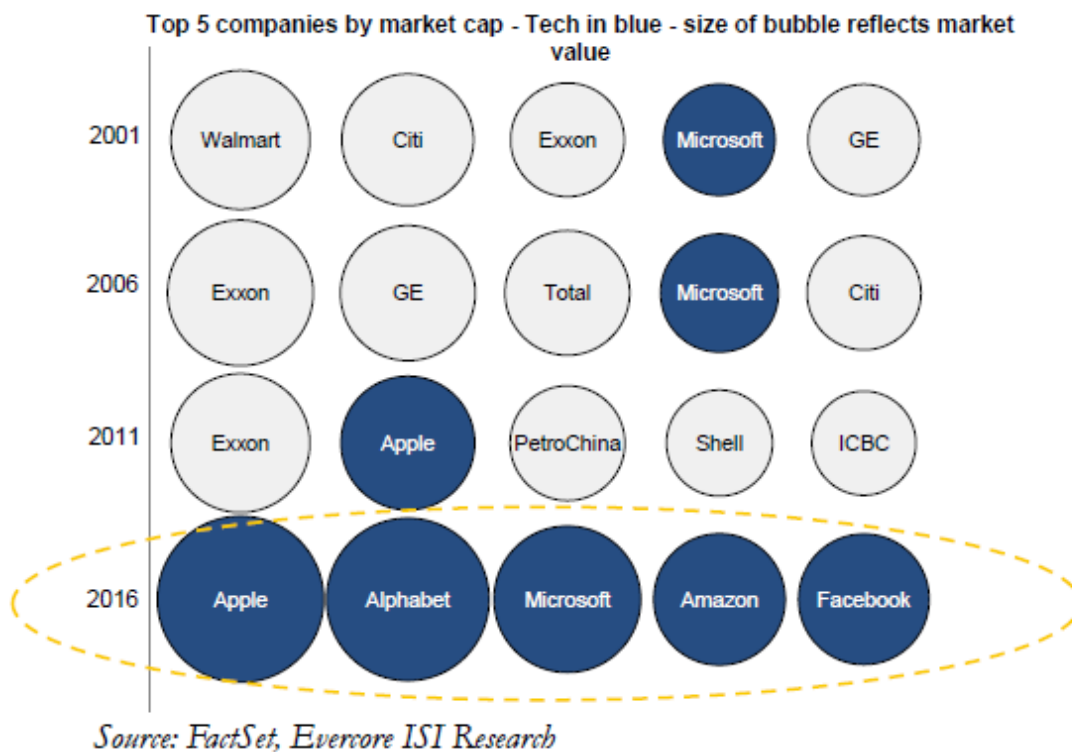 Top 5 companies by market cap - Tech in blue - size of bubble reflects market
value
2001 Walmart Citi Exxon Microsoft GE
2006 Exxon GE Total Microsoft Citi
2011 Exxon Apple PetroChina Shell ICBC
2016 Apple Alphabet Microsoft Amazon Facebook
Source: FactSet, Evercore ISI Research